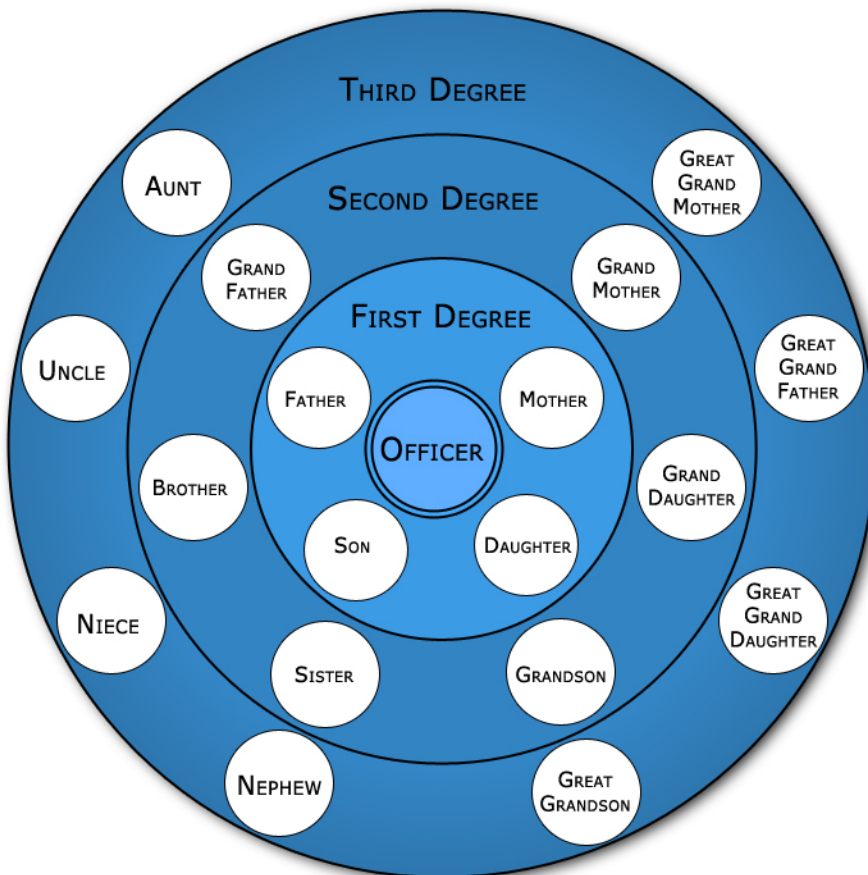 Third Degree
Aunt
Great
Grand
Mother
Second Degree
Grand
Father
Grand
Mother
First Degree
Uncle
Great
Grand
Father
Father
Mother
Officer
Brother
Grand
Daughter
Son
Daughter
Niece
Great
Grand
Daughter
Sister
Grandson
Nephew
Great
Grandson